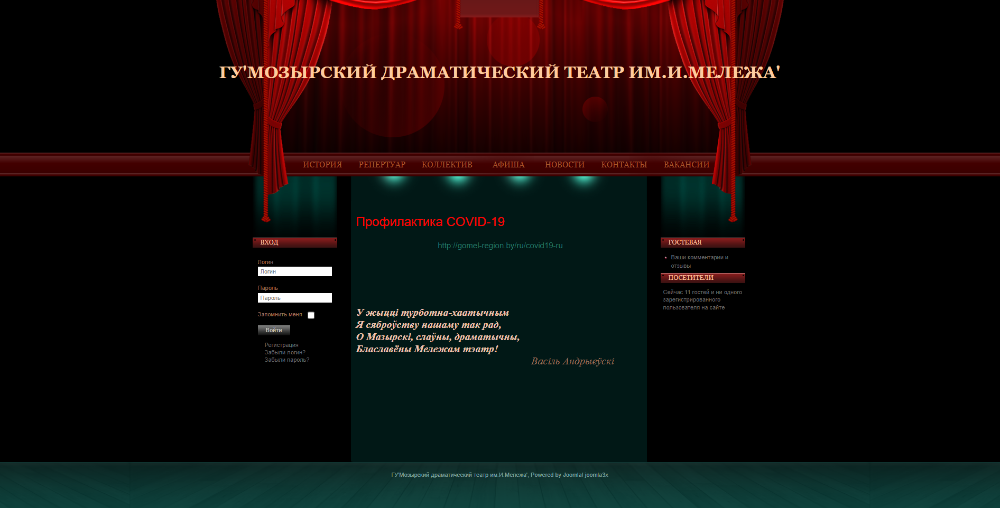 ГУ'МОЗЫРСКИЙ ДРАМАТИЧЕСКИЙ ТЕАТР ИМ.И.МЕЛЕЖА'
ИСТОРИЯ РЕПЕРТУАР КОЛЛЕКТИВ АФИША НОВОСТИ КОНТАКТЫ ВАКАНСИИ
ВХОД
Логин
Логин
Пароль
Пароль
Запомнить меня
Войти
Регистрация
Забыли логин?
Забыли пароль?
Профилактика COVID-19
http://gomel-region.by/ru/covid19-ru
У жыцці турботна-хаатычным
Я сяброўству нашаму так рад,
О Мазырскі, слаўны, драматычны,
Блаславёны Мележам тэатр!
Васіль Андрыеўскі
ГОСТЕВАЯ
Ваши комментарии и
отзывы
ПОСЕТИТЕЛИ
Сейчас 11 гостей и ни одного
зарегистрированного
пользователя на сайте
ГУ'Мозырский драматический театр им.И.Мележа', Powered by Joomla! joomla3x